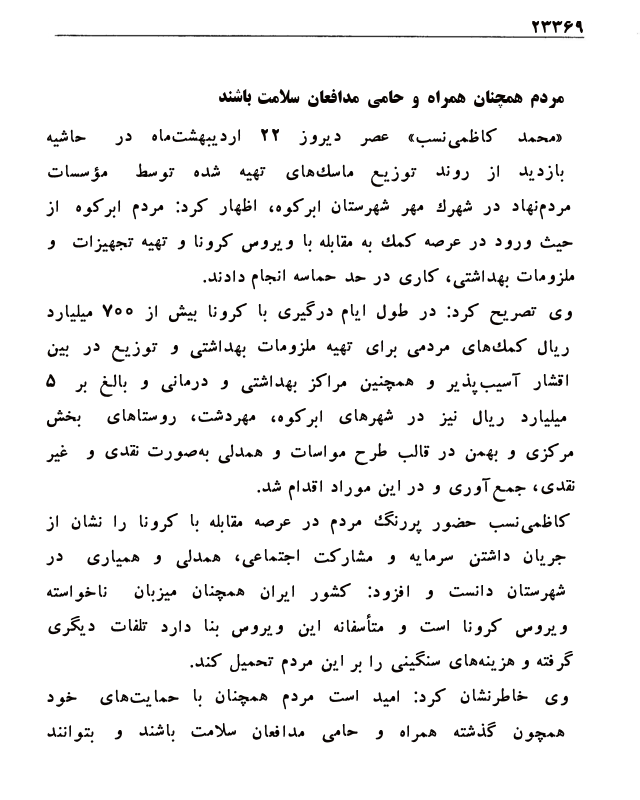 ۲۳۳۶۹
مردم همچنان همراه و حامی مدافعان سلامت باشند
«محمد کاظمی‌نسب» عصر دیروز ۲۲ اردیبهشت‌ماه در حاشیه
بازدید از روند توزیع ماسك‌های تهیه شده توسط مؤسسات
مردم‌نهاد در شهرك مهر شهرستان ابرکوه، اظهار کرد: مردم ابرکوه از
حیث ورود در عرصه کمك به مقابله با ویروس کرونا و تهیه تجهیزات و
ملزومات بهداشتی، کاری در حد حماسه انجام دادند.
وی تصریح کرد: در طول ایام درگیری با کرونا بیش از ۷۰۰ میلیارد
ریال کمك‌های مردمی برای تهیه ملزومات بهداشتی و توزیع در بین
اقشار آسیب‌پذیر و همچنین مراکز بهداشتی و درمانی و بالغ بر ۵
میلیارد ریال نیز در شهرهای ابرکوه، مهردشت، روستاهای بخش
مرکزی و بهمن در قالب طرح مواسات و همدلی به‌صورت نقدی و غیر
نقدی، جمع‌آوری و در این موراد اقدام شد.
کاظمی‌نسب حضور پررنگ مردم در عرصه مقابله با کرونا را نشان از
جریان داشتن سرمایه و مشارکت اجتماعی، همدلی و همیاری در
شهرستان دانست و افزود: کشور ایران همچنان میزبان ناخواسته
ویروس کرونا است و متأسفانه این ویروس بنا دارد تلفات دیگری
گرفته و هزینه‌های سنگینی را بر این مردم تحمیل کند.
وی خاطرنشان کرد: امید است مردم همچنان با حمایت‌های خود
همچون گذشته همراه و حامی مدافعان سلامت باشند و بتوانند